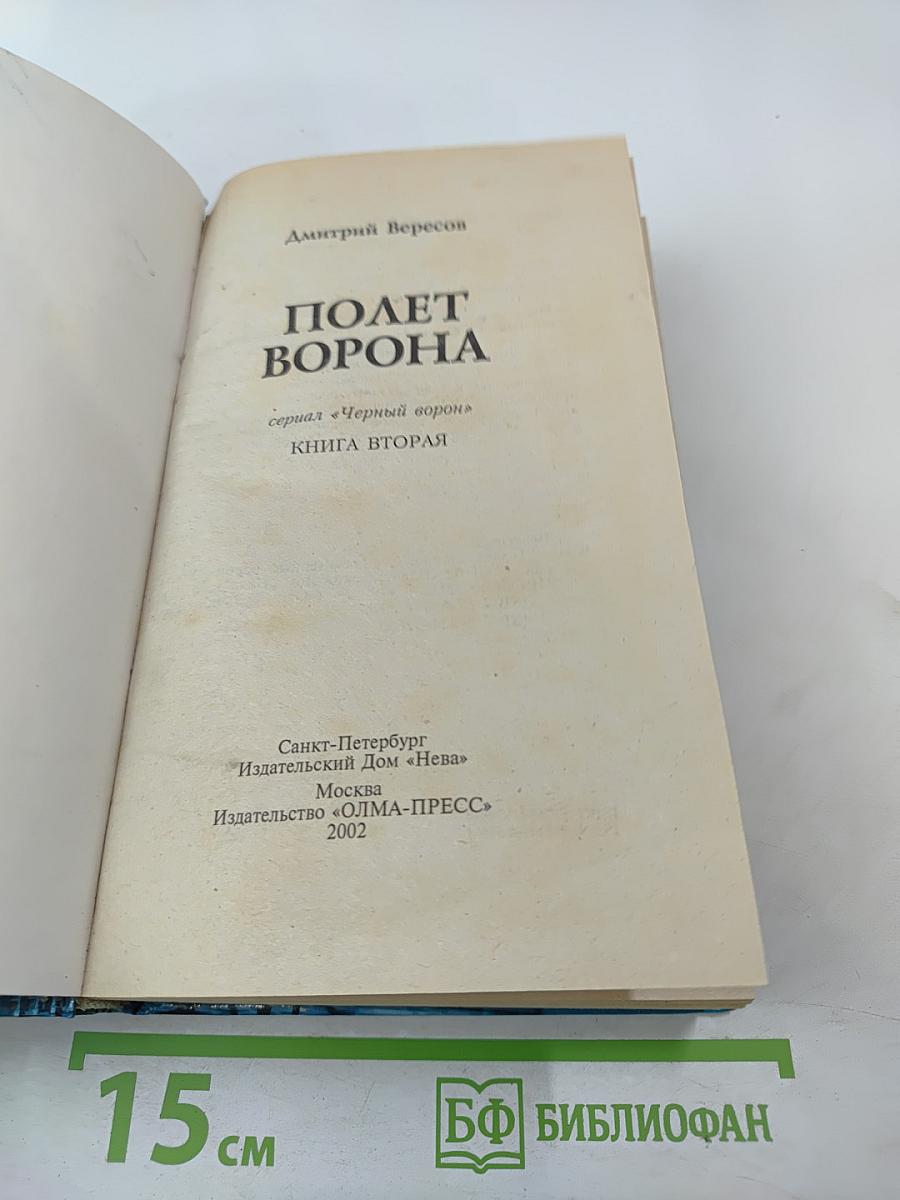 Дмитрий Вересов
ПОЛЕТ
ВОРОНА
сериал «Черный ворон»
КНИГА ВТОРАЯ
Санкт-Петербург
Издательский Дом «Нева»
Москва
Издательство «ОЛМА-ПРЕСС»
2002
15 см
БФ БИБЛИОФАН